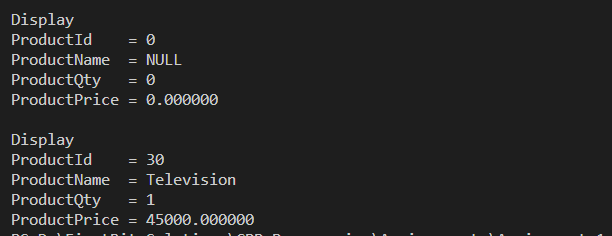 Display
ProductId    = 0
ProductName  = NULL
ProductQty   = 0
ProductPrice = 0.000000
Display
ProductId    = 30
ProductName  = Television
ProductQty   = 1
ProductPrice = 45000.000000